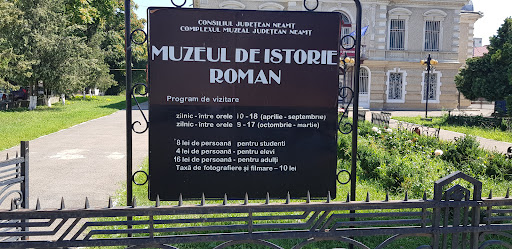 CONSILIUL JUDEȚEAN NEAMȚ
COMPLEXUL MUZEAL JUDEȚEAN NEAMȚ
MUZEUL DE ISTORIE
ROMAN
Program de vizitare
zilnic - între orele 10 - 18 (aprilie - septembrie)
zilnic - între orele 9 - 17 (octombrie - martie)
8 lei de persoană - pentru studenti
4 lei de persoană - pentru elevi
16 lei de persoană - pentru adulți
Taxă de fotografiere și filmare – 10 lei